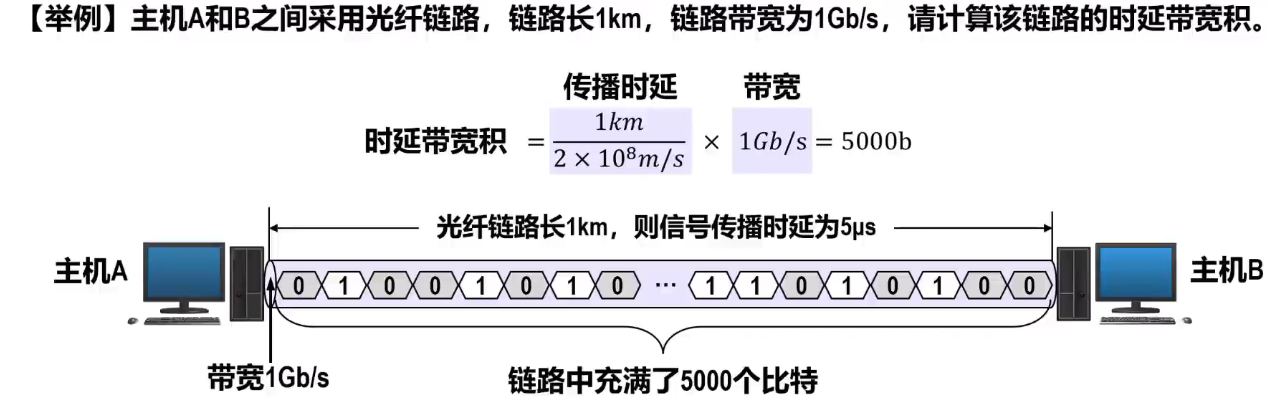 【举例】主机A和B之间采用光纤链路，链路长1km，链路带宽为1Gb/s，请计算该链路的时延带宽积。
传播时延 带宽
时延带宽积 = 1km / 2 × 10⁸m/s × 1Gb/s = 5000b
光纤链路长1km，则信号传播时延为5μs
主机A
0 1 0 0 1 0 1 0 ··· 1 1 0 1 0 1 0 0
主机B
带宽1Gb/s
链路中充满了5000个比特